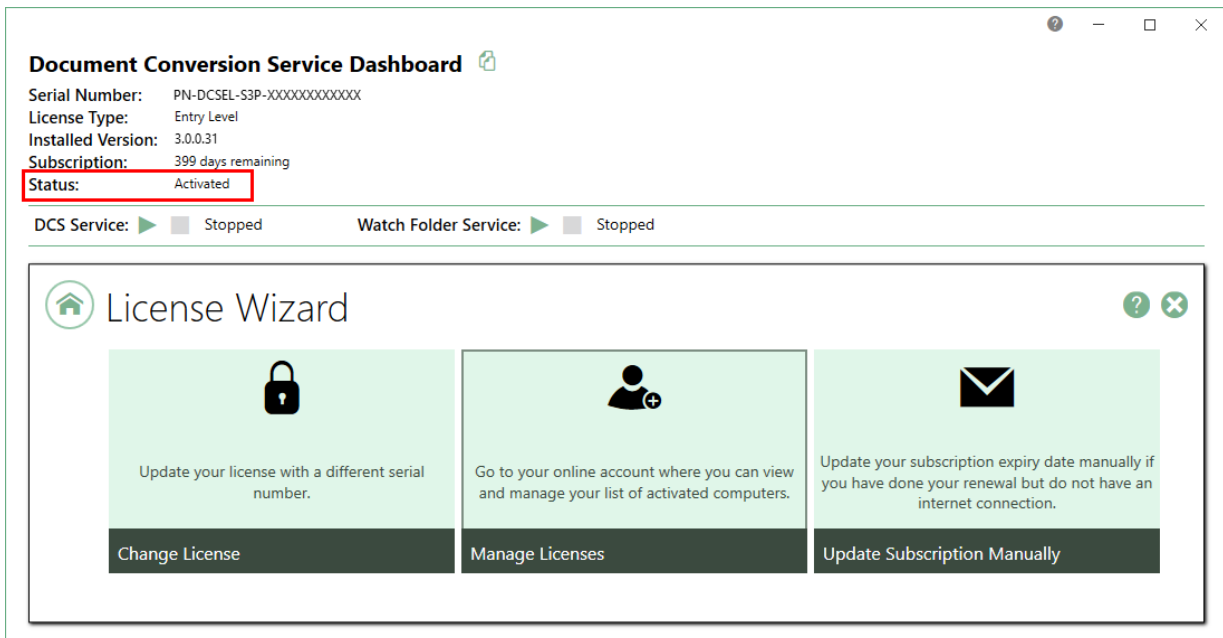 Document Conversion Service Dashboard
Serial Number: PN-DCSEL-S3P-XXXXXXXXXXXX
License Type: Entry Level
Installed Version: 3.0.0.31
Subscription: 399 days remaining
Status: Activated
DCS Service: Stopped Watch Folder Service: Stopped
License Wizard
Update your license with a different serial
number.
Change License
Go to your online account where you can view
and manage your list of activated computers.
Manage Licenses
Update your subscription expiry date manually if
you have done your renewal but do not have an
internet connection.
Update Subscription Manually